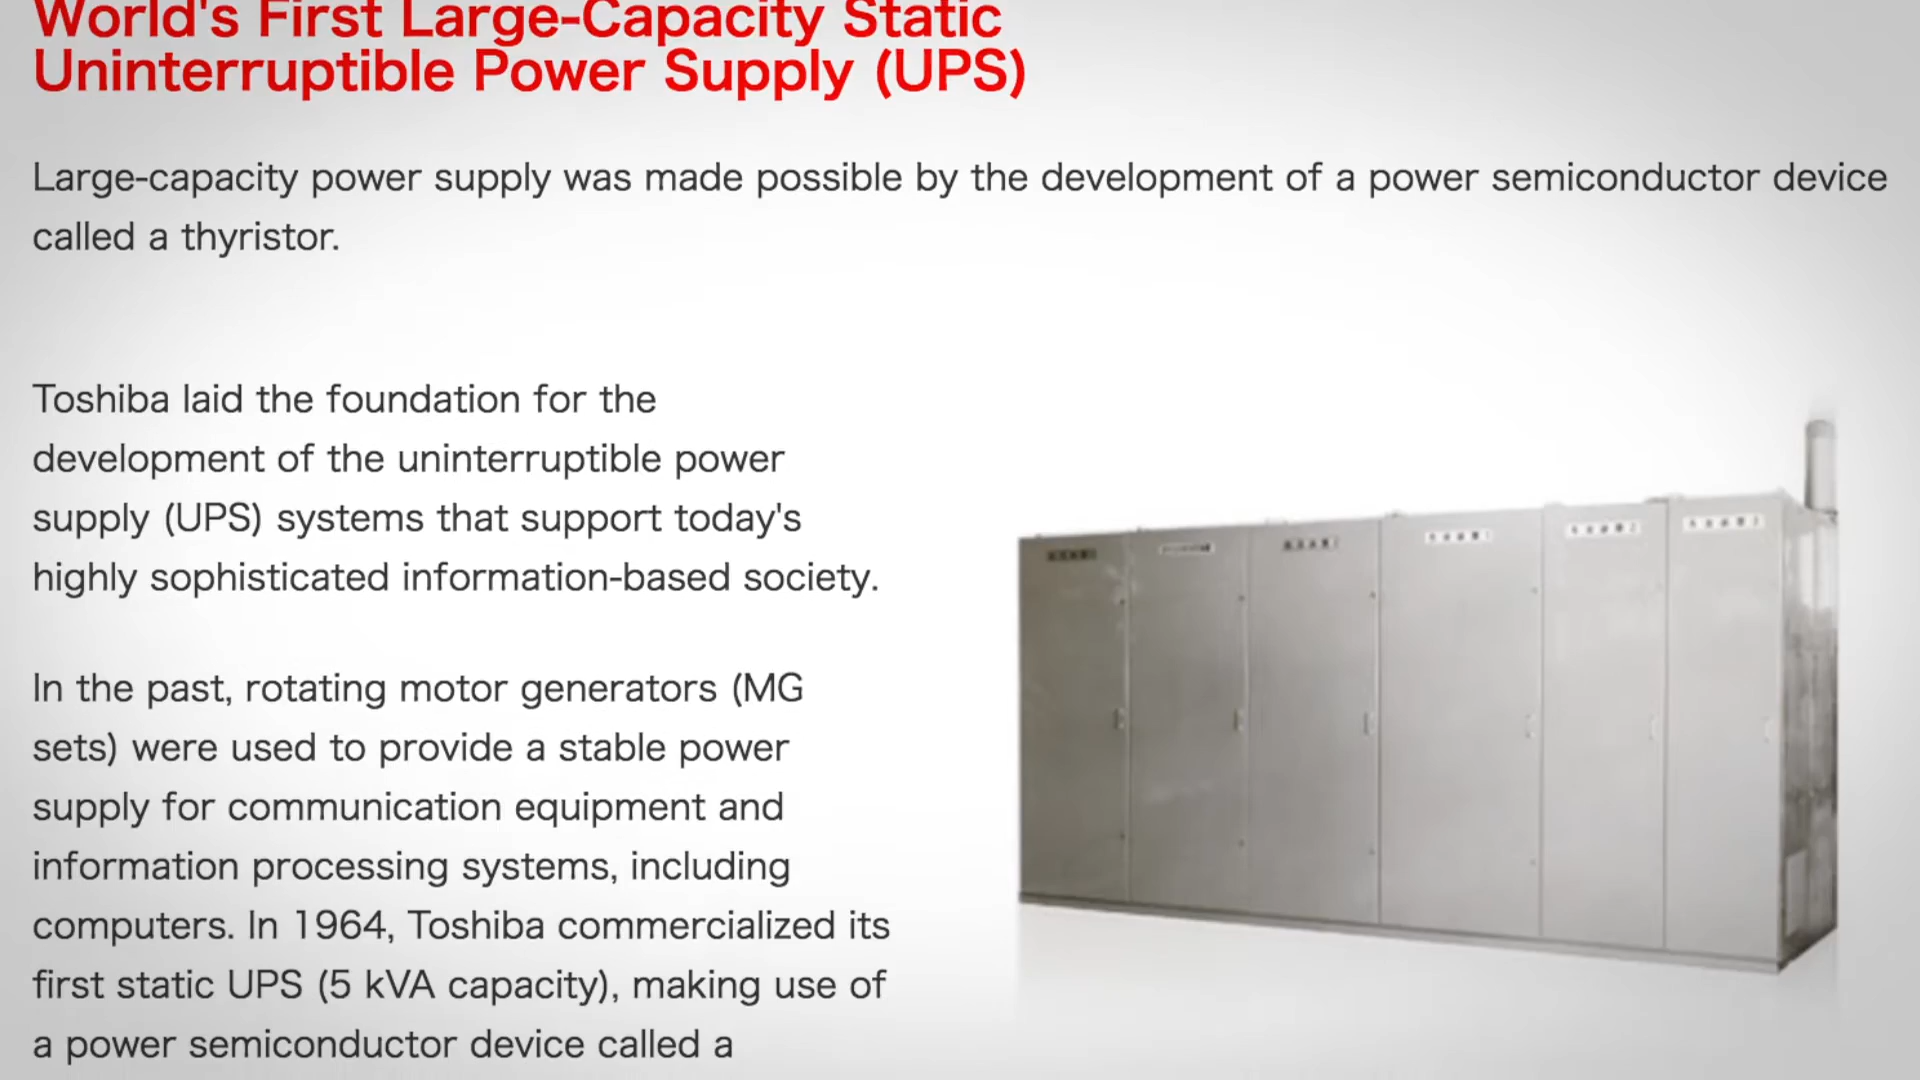 World's First Large-Capacity Static
Uninterruptible Power Supply (UPS)
Large-capacity power supply was made possible by the development of a power semiconductor device
called a thyristor.
Toshiba laid the foundation for the
development of the uninterruptible power
supply (UPS) systems that support today's
highly sophisticated information-based society.
In the past, rotating motor generators (MG
sets) were used to provide a stable power
supply for communication equipment and
information processing systems, including
computers. In 1964, Toshiba commercialized its
first static UPS (5 kVA capacity), making use of
a power semiconductor device called a